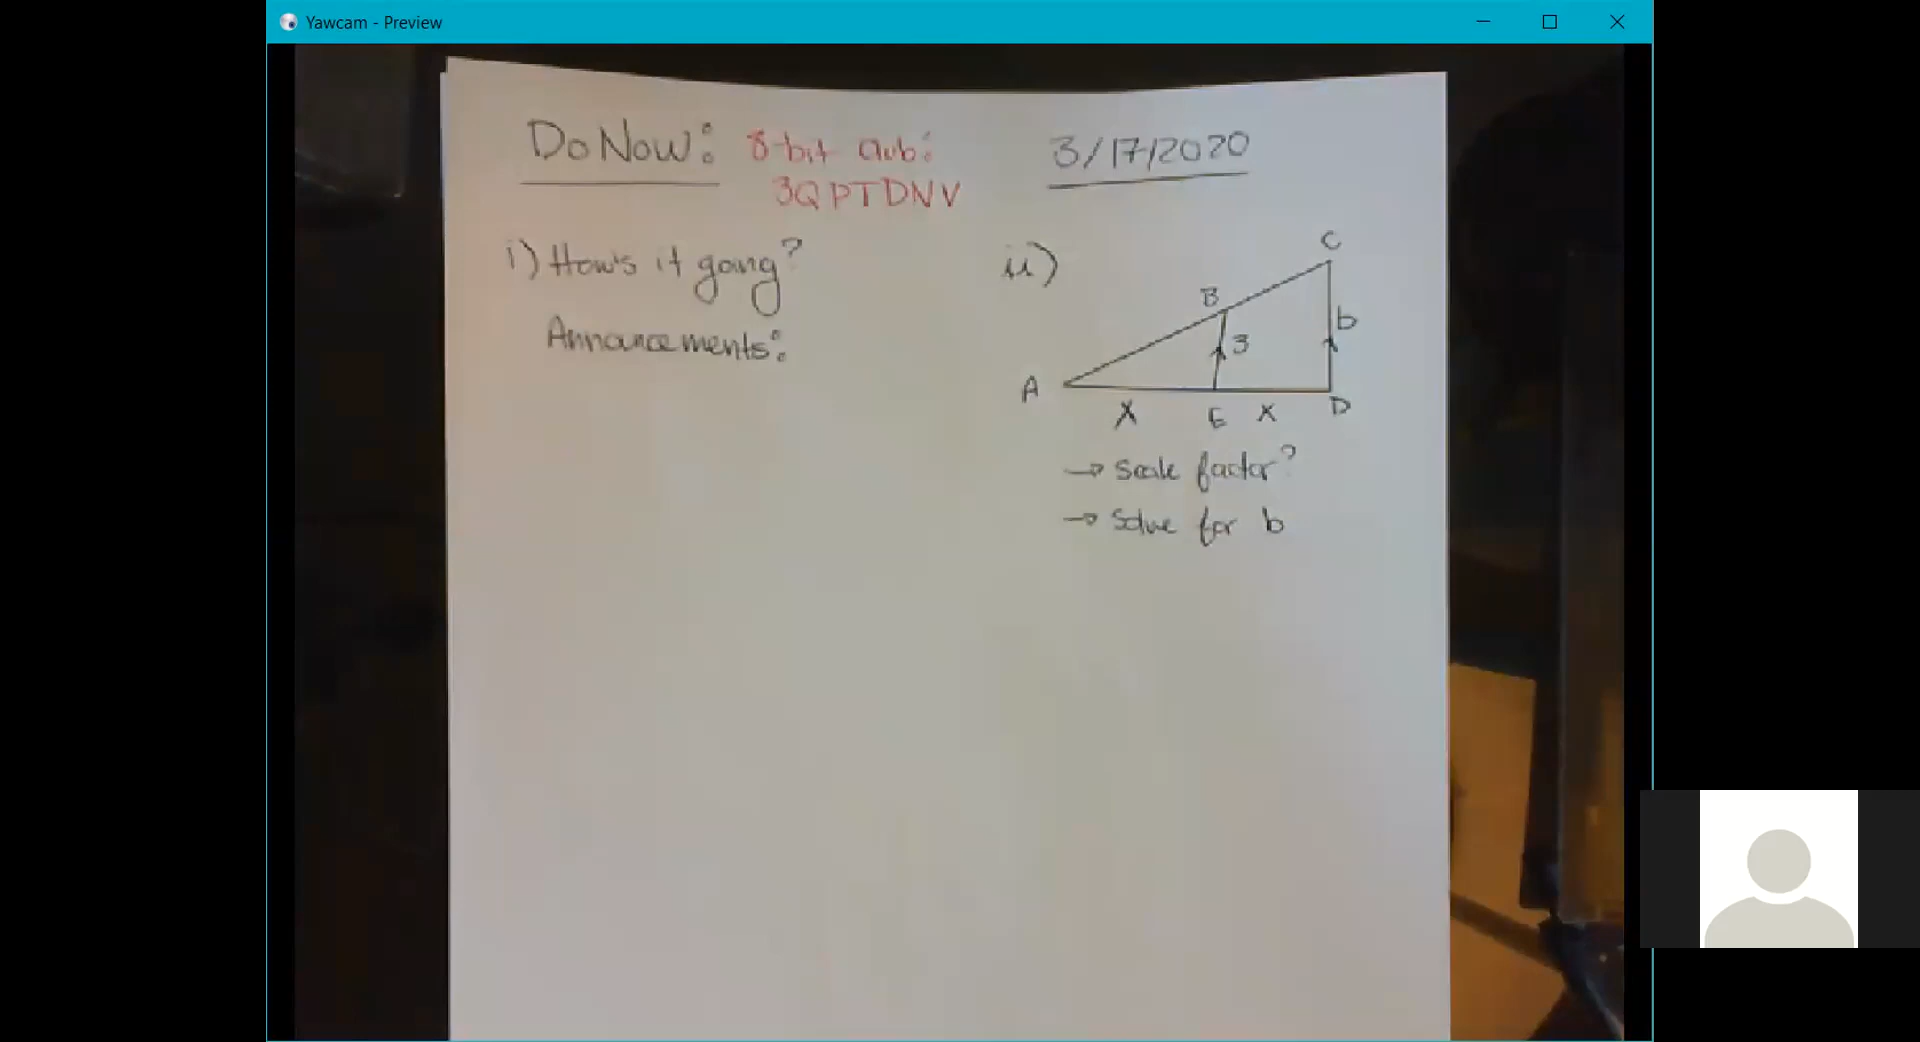 Yawcam - Preview
Do Now: 8-bit club: 3/17/2020
3QPTDNV
i) How's it going?
Annoucements:
ii)
C
B
b
3
A
X E X D
→ Scale factor?
→ Solve for b